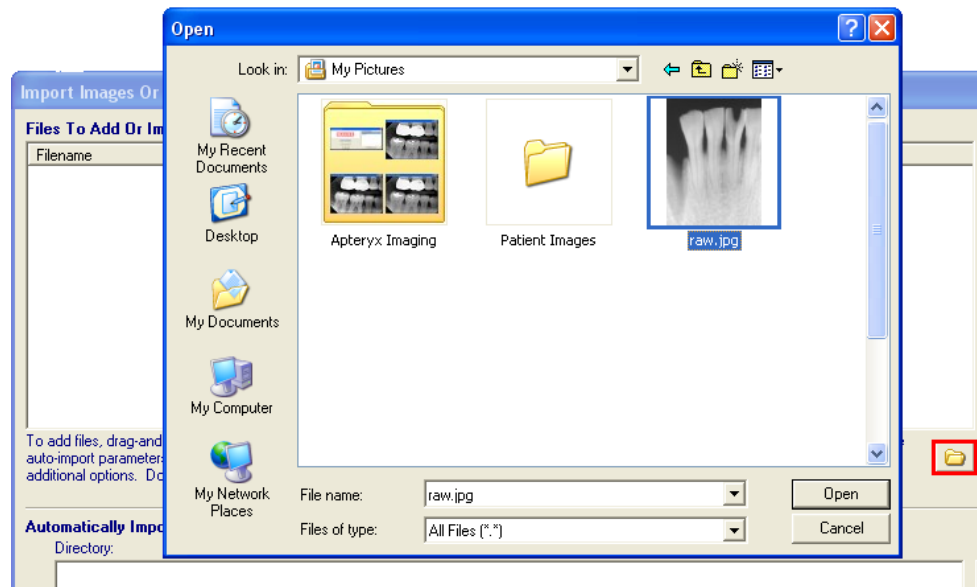 Open
Look in: My Pictures
Import Images Or
Files To Add Or Im
Filename
My Recent
Documents
Desktop
My Documents
My Computer
My Network
Places
Apteryx Imaging
Patient Images
raw.jpg
To add files, drag-and
auto-import parameter
additional options. Do
File name: raw.jpg
Open
Files of type: All Files (*.*)
Cancel
Automatically Impo
Directory: